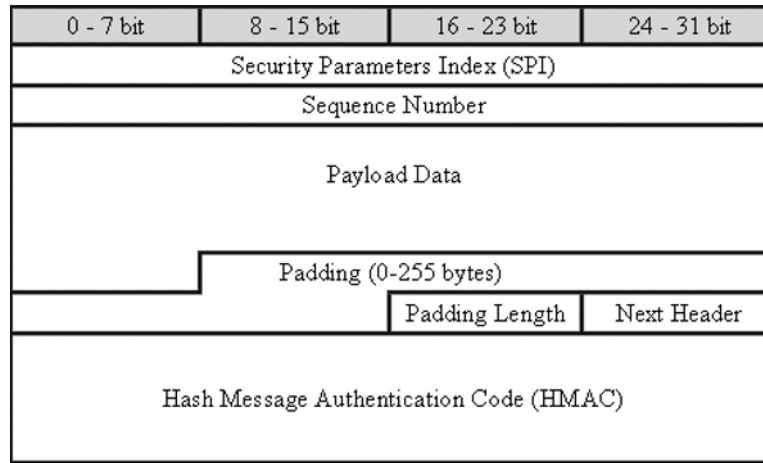 0 - 7 bit 8 - 15 bit 16 - 23 bit 24 - 31 bit
Security Parameters Index (SPI)
Sequence Number
Payload Data
Padding (0-255 bytes)
Padding Length Next Header
Hash Message Authentication Code (HMAC)